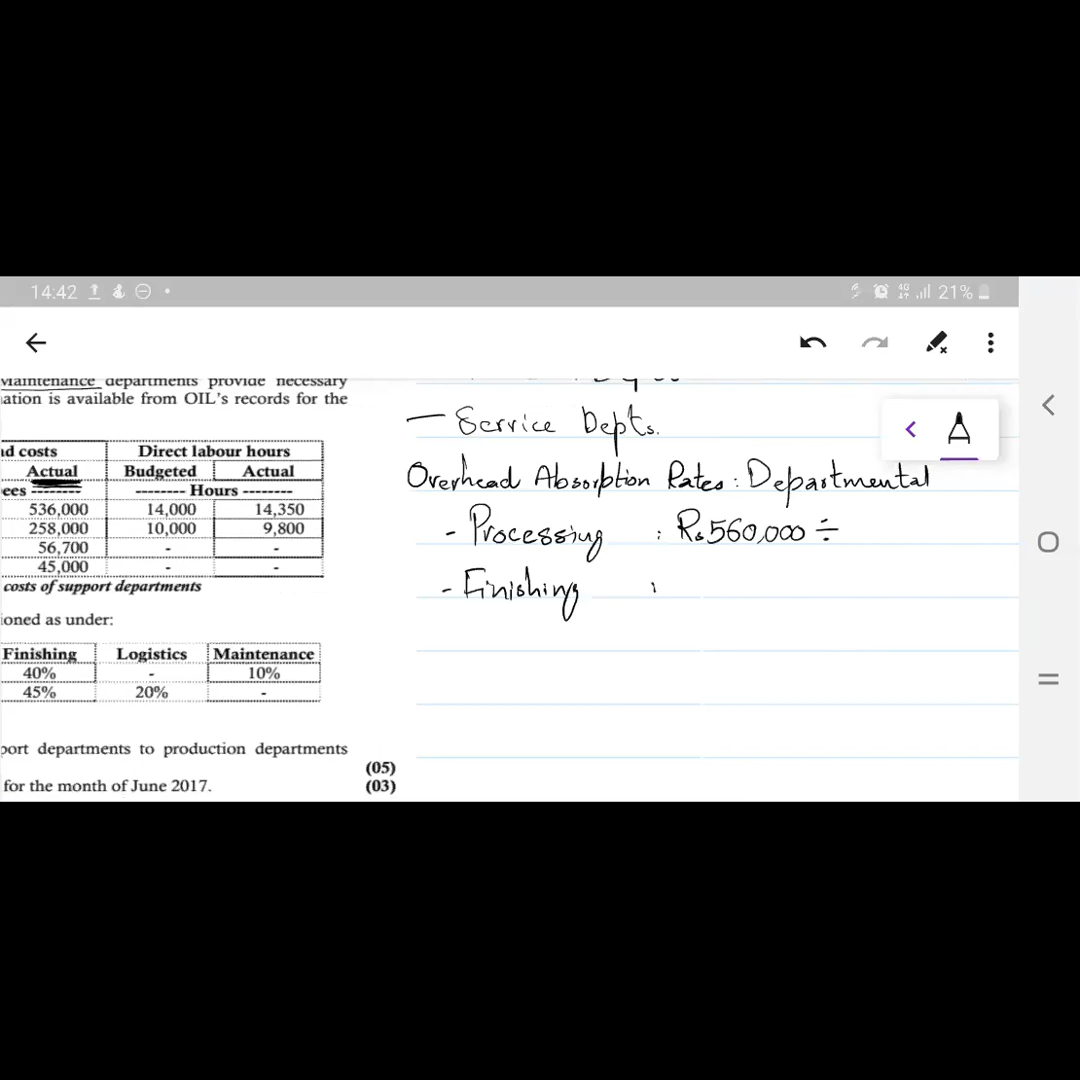 14:42 21%
Maintenance departments provide necessary
ation is available from OIL's records for the
d costs Direct labour hours
Actual Budgeted Actual
ees -------- -------- Hours --------
536,000 14,000 14,350
258,000 10,000 9,800
56,700 - -
45,000 - -
costs of support departments
ioned as under:
Finishing Logistics Maintenance
40% - 10%
45% 20% -
port departments to production departments
(05)
for the month of June 2017. (03)
— Service Depts.
Overhead Absorption Rates : Departmental
- Processing : Rs.560,000 ÷
- Finishing :